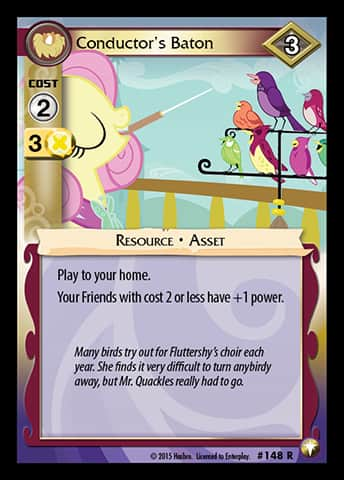 Conductor's Baton
3
COST
2
3
RESOURCE • ASSET
Play to your home.
Your Friends with cost 2 or less have +1 power.
Many birds try out for Fluttershy's choir each
year. She finds it very difficult to turn anybirdy
away, but Mr. Quackles really had to go.
© 2015 Hasbro. Licensed to Enterplay. #148 R